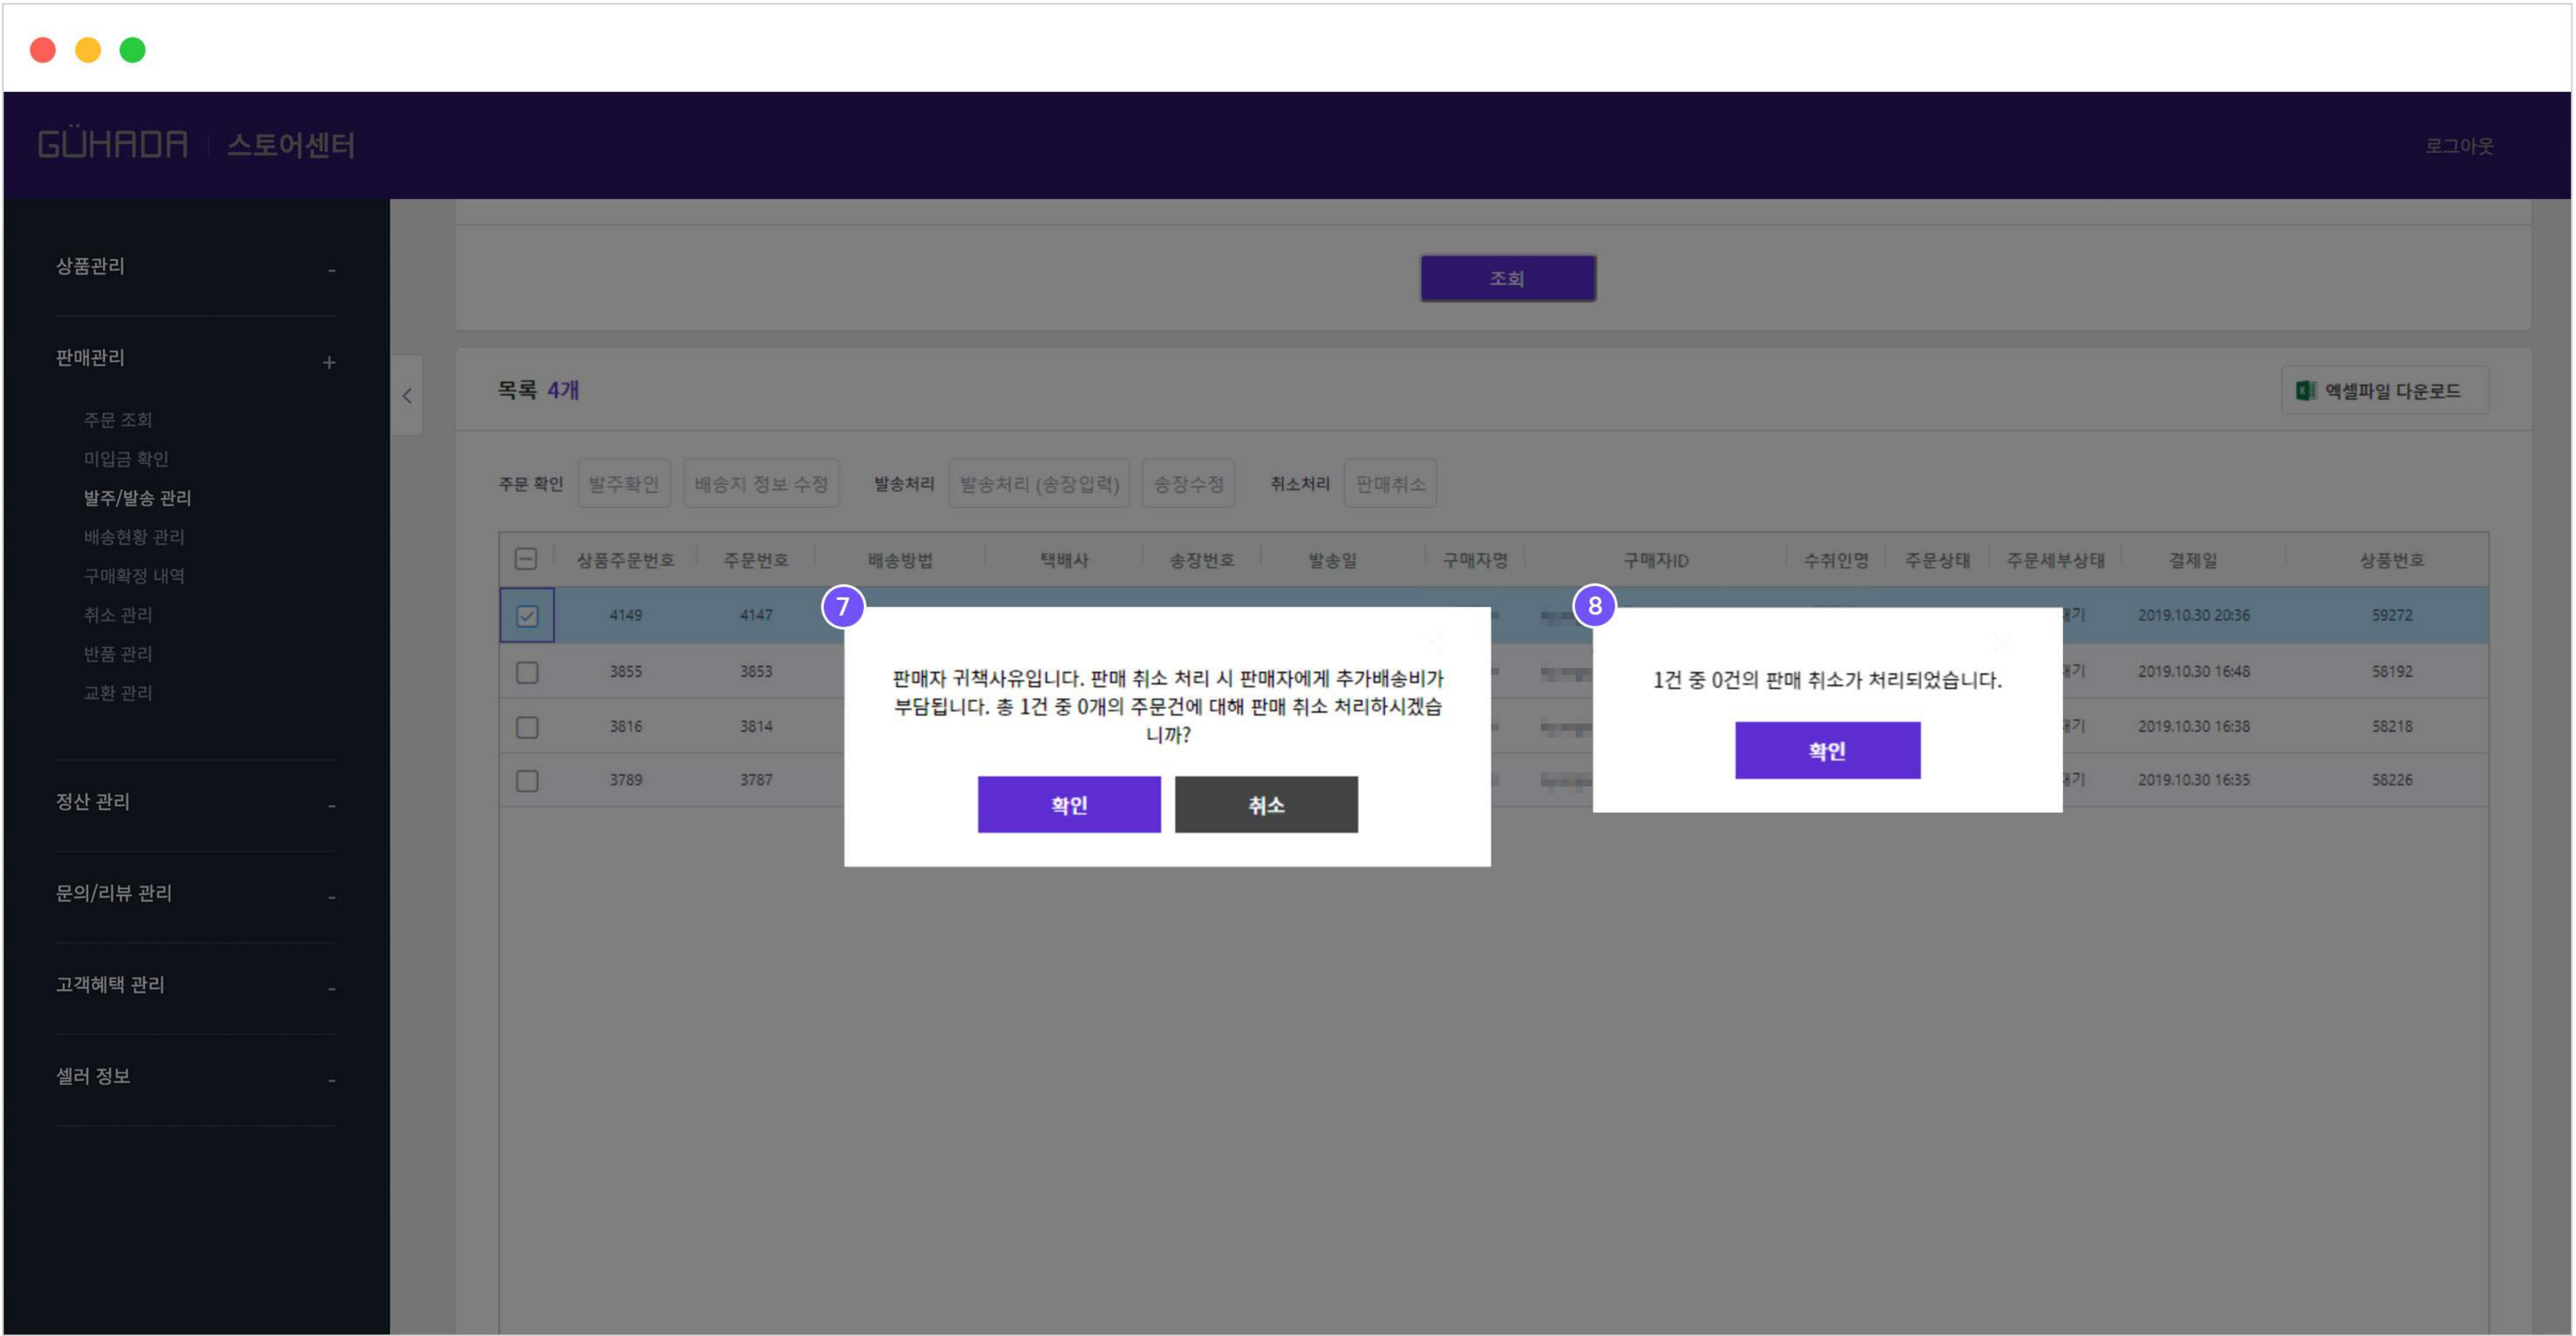 GÜHADA 스토어센터
로그아웃
상품관리 -
판매관리 +
주문 조회
미입금 확인
발주/발송 관리
배송현황 관리
구매확정 내역
취소 관리
반품 관리
교환 관리
정산 관리 -
문의/리뷰 관리 -
고객혜택 관리 -
셀러 정보 -
조회
목록 4개
엑셀파일 다운로드
주문 확인 발주확인 배송지 정보 수정 발송처리 발송처리 (송장입력) 송장수정 취소처리 판매취소
상품주문번호 주문번호 배송방법 택배사 송장번호 발송일 구매자명 구매자ID 수취인명 주문상태 주문세부상태 결제일 상품번호
4149 4147 2019.10.30 20:36 59272
3855 3853 2019.10.30 16:48 58192
3816 3814 2019.10.30 16:38 58218
3789 3787 2019.10.30 16:35 58226
7
판매자 귀책사유입니다. 판매 취소 처리 시 판매자에게 추가배송비가
부담됩니다. 총 1건 중 0개의 주문건에 대해 판매 취소 처리하시겠습
니까?
확인 취소
8
1건 중 0건의 판매 취소가 처리되었습니다.
확인